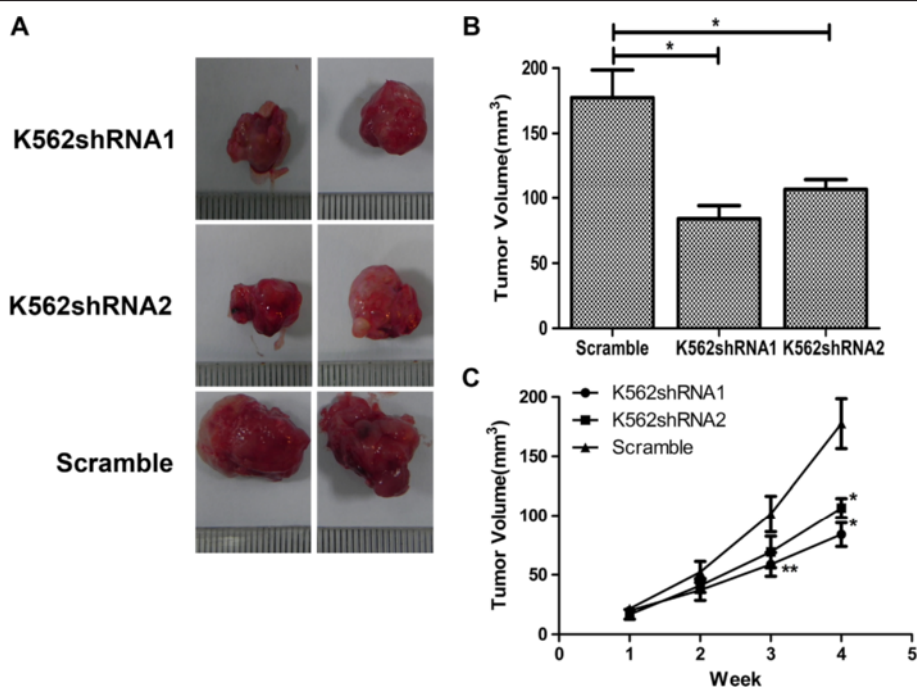 A
K562shRNA1
K562shRNA2
Scramble
B
*
*
Tumor Volume(mm³)
200
150
100
50
0
Scramble K562shRNA1 K562shRNA2
C
K562shRNA1
K562shRNA2
Scramble
Tumor Volume(mm³)
200
150
100
50
0
*
*
**
0 1 2 3 4 5
Week